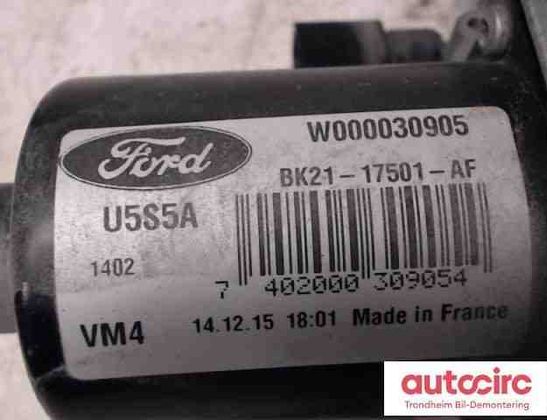 Ford
W000030905
BK21-17501-AF
U5S5A
1402
7 402000 309054
VM4 14.12.15 18:01 Made in France
autocirc
Trondheim Bil-Demontering